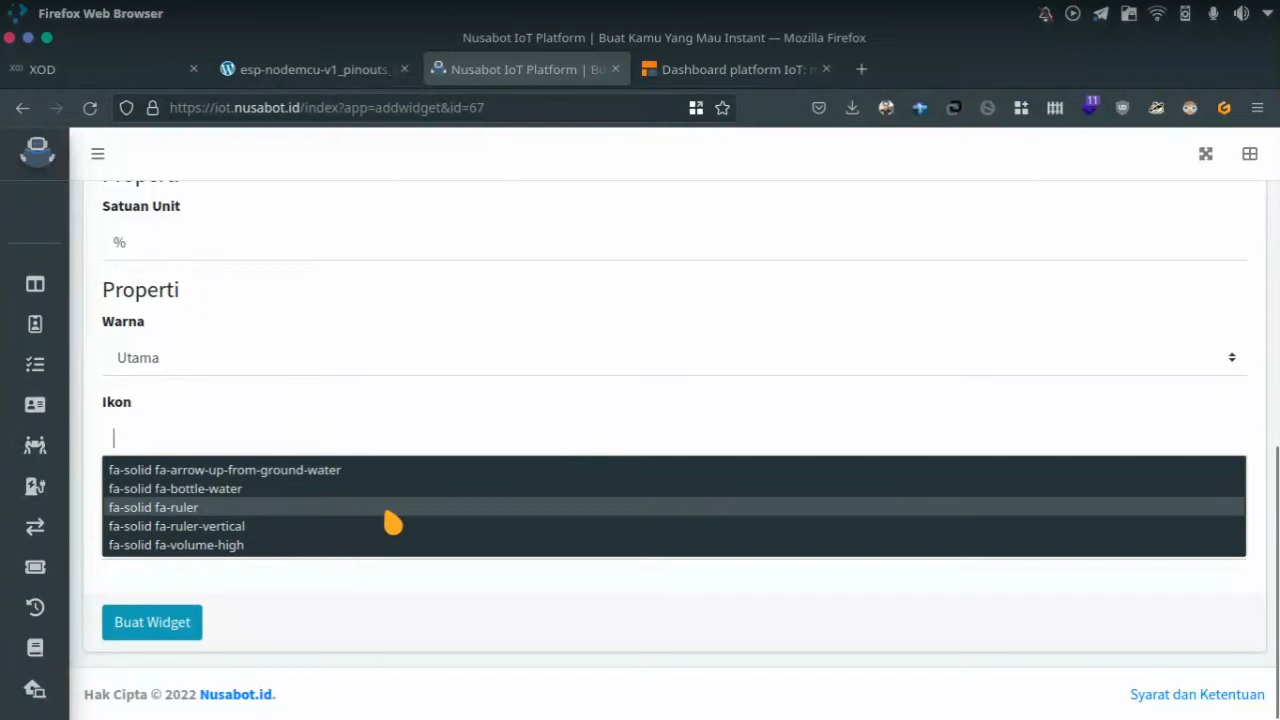 Firefox Web Browser
Nusabot IoT Platform | Buat Kamu Yang Mau Instant — Mozilla Firefox
XOD XOD
esp-nodemcu-v1_pinouts_
Nusabot IoT Platform | Bu
Dashboard platform IoT: m
https://iot.nusabot.id/index?app=addwidget&id=67
11
Properti
Satuan Unit
%
Properti
Warna
Utama
Ikon
fa-solid fa-arrow-up-from-ground-water
fa-solid fa-bottle-water
fa-solid fa-ruler
fa-solid fa-ruler-vertical
fa-solid fa-volume-high
Buat Widget
Hak Cipta © 2022 Nusabot.id.
Syarat dan Ketentuan